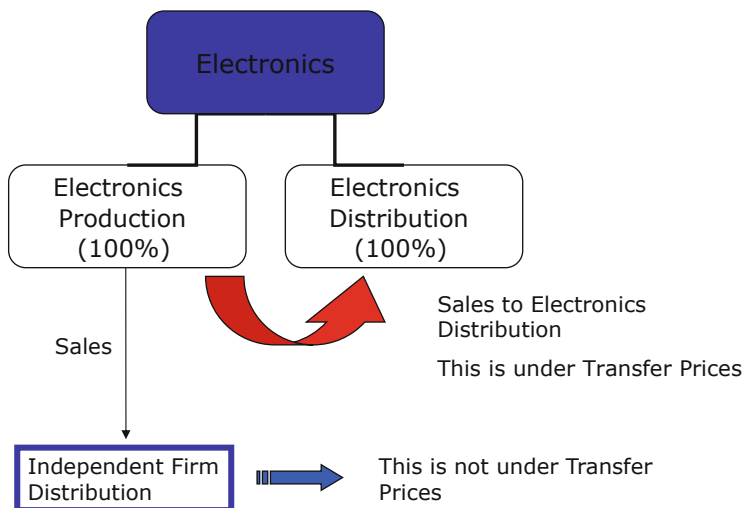 Electronics
Electronics
Production
(100%)
Electronics
Distribution
(100%)
Sales to Electronics
Distribution
This is under Transfer Prices
Sales
Independent Firm
Distribution
This is not under Transfer
Prices